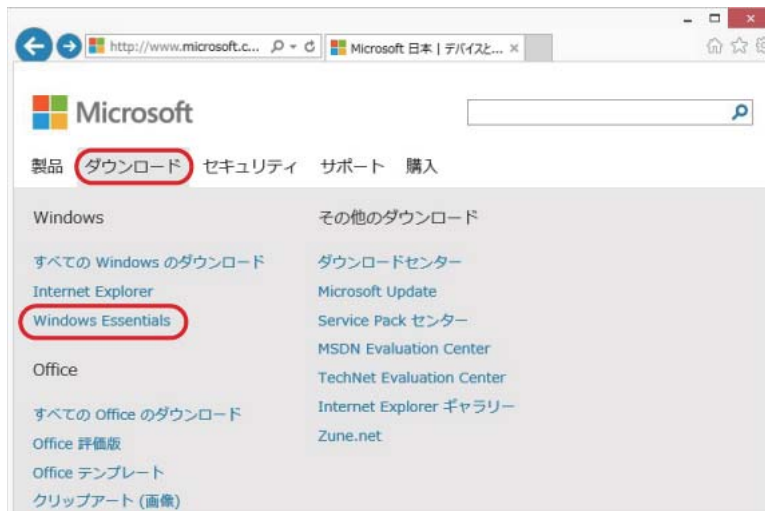 http://www.microsoft.c...
Microsoft 日本 | デバイスと...
Microsoft
製品 ダウンロード セキュリティ サポート 購入
Windows
すべての Windows のダウンロード
Internet Explorer
Windows Essentials
Office
すべての Office のダウンロード
Office 評価版
Office テンプレート
クリップアート (画像)
その他のダウンロード
ダウンロードセンター
Microsoft Update
Service Pack センター
MSDN Evaluation Center
TechNet Evaluation Center
Internet Explorer ギャラリー
Zune.net